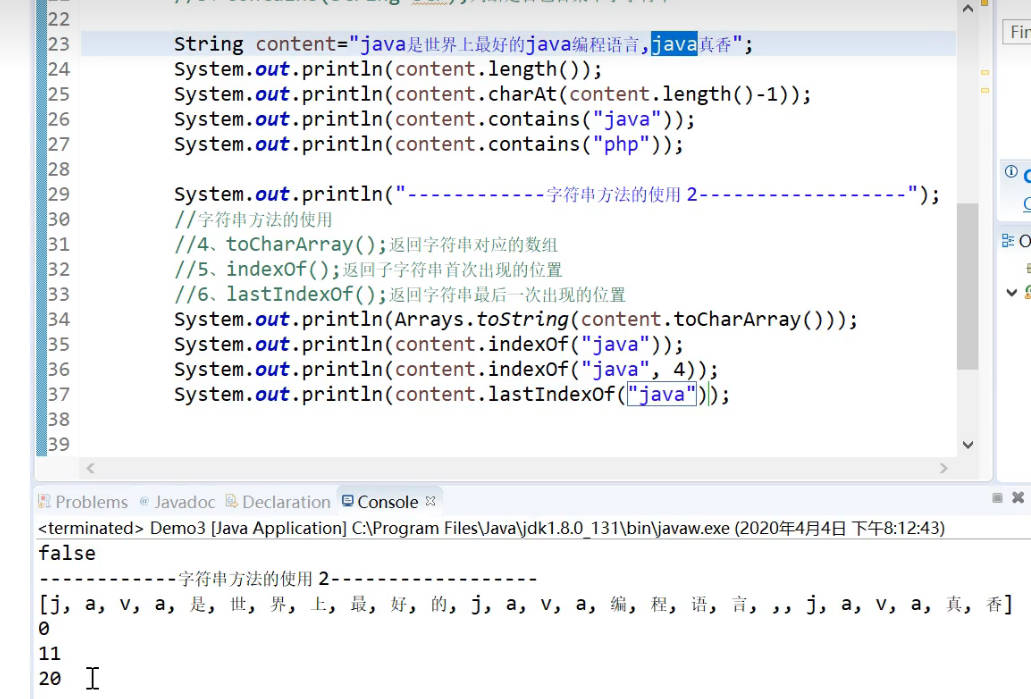 22
23 String content="java是世界上最好的java编程语言,java真香";
24 System.out.println(content.length());
25 System.out.println(content.charAt(content.length()-1));
26 System.out.println(content.contains("java"));
27 System.out.println(content.contains("php"));
28
29 System.out.println("------------字符串方法的使用 2------------------");
30 //字符串方法的使用
31 //4、toCharArray();返回字符串对应的数组
32 //5、indexOf();返回子字符串首次出现的位置
33 //6、lastIndexOf();返回字符串最后一次出现的位置
34 System.out.println(Arrays.toString(content.toCharArray()));
35 System.out.println(content.indexOf("java"));
36 System.out.println(content.indexOf("java", 4));
37 System.out.println(content.lastIndexOf("java"));
38
39
Fin
Problems @ Javadoc Declaration Console
<terminated> Demo3 [Java Application] C:\Program Files\Java\jdk1.8.0_131\bin\javaw.exe (2020年4月4日 下午8:12:43)
false
------------字符串方法的使用 2------------------
[j, a, v, a, 是, 世, 界, 上, 最, 好, 的, j, a, v, a, 编, 程, 语, 言, ,, j, a, v, a, 真, 香]
0
11
20